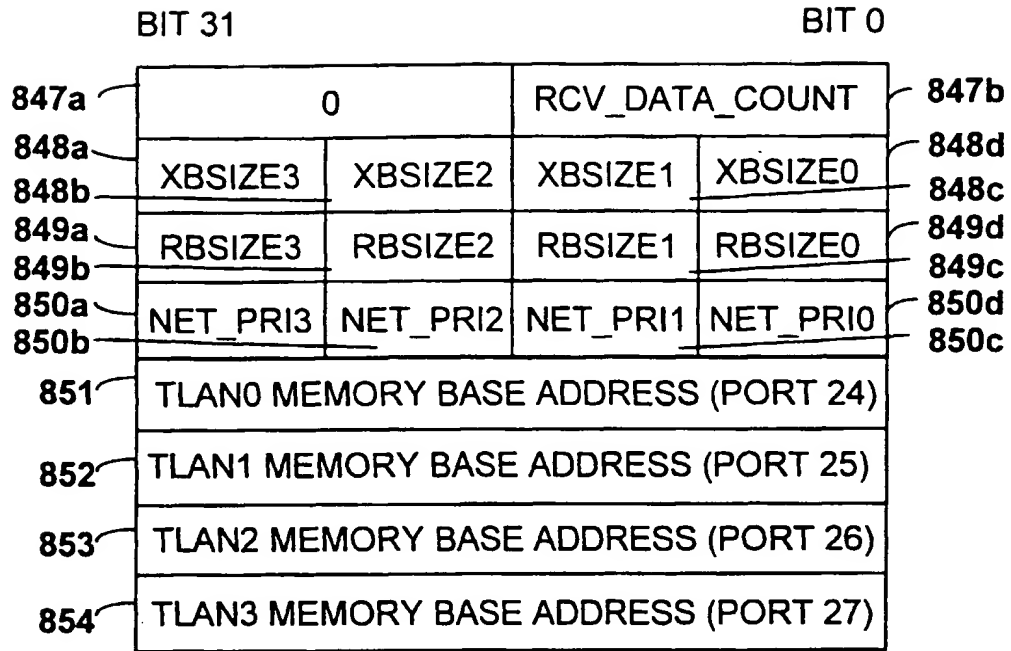 BIT 31 BIT 0
847a 0 RCV_DATA_COUNT 847b
848a 848d
XBSIZE3 XBSIZE2 XBSIZE1 XBSIZE0
848b 848c
849a 849d
RBSIZE3 RBSIZE2 RBSIZE1 RBSIZE0
849b 849c
850a 850d
NET_PRI3 NET_PRI2 NET_PRI1 NET_PRI0
850b 850c
851 TLAN0 MEMORY BASE ADDRESS (PORT 24)
852 TLAN1 MEMORY BASE ADDRESS (PORT 25)
853 TLAN2 MEMORY BASE ADDRESS (PORT 26)
854 TLAN3 MEMORY BASE ADDRESS (PORT 27)